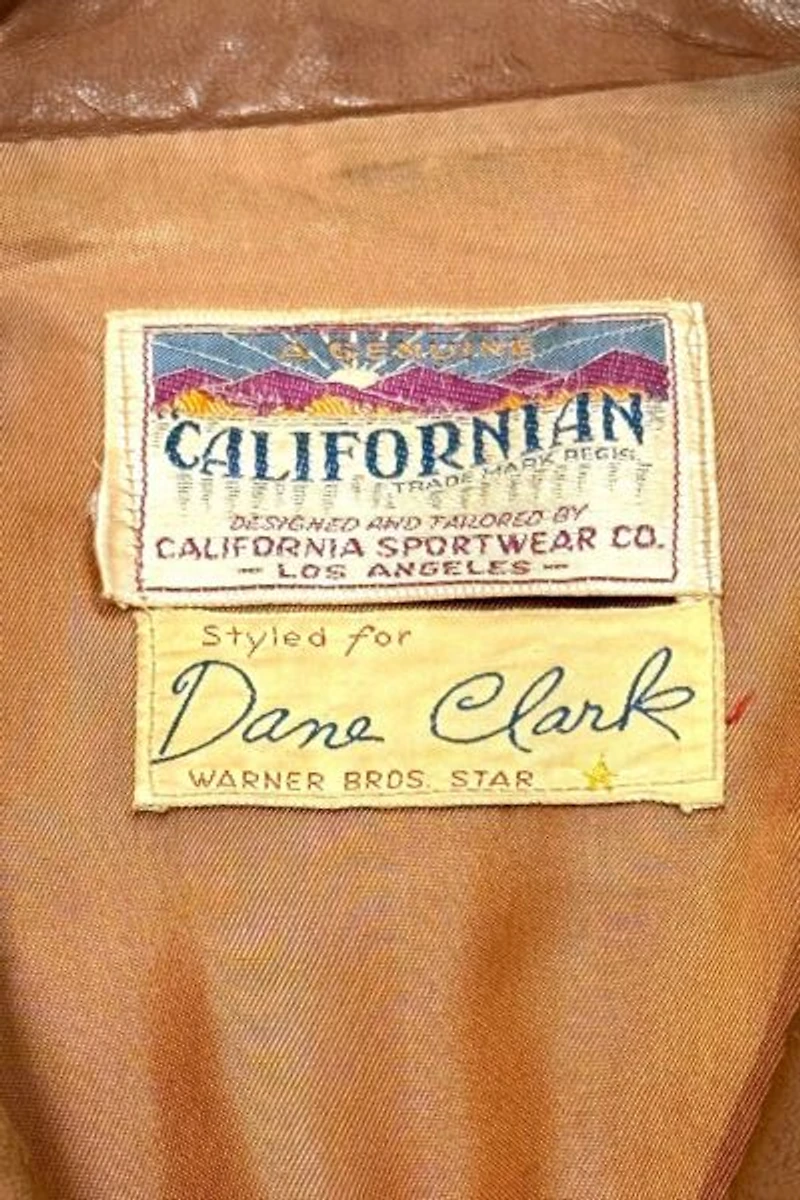 A GENUINE
"CALIFORNIAN
TRADE MARK REGIS.
DESIGNED AND TAILORED BY
CALIFORNIA SPORTWEAR CO.
— LOS ANGELES —
Styled for
Dane Clark
WARNER BROS. STAR